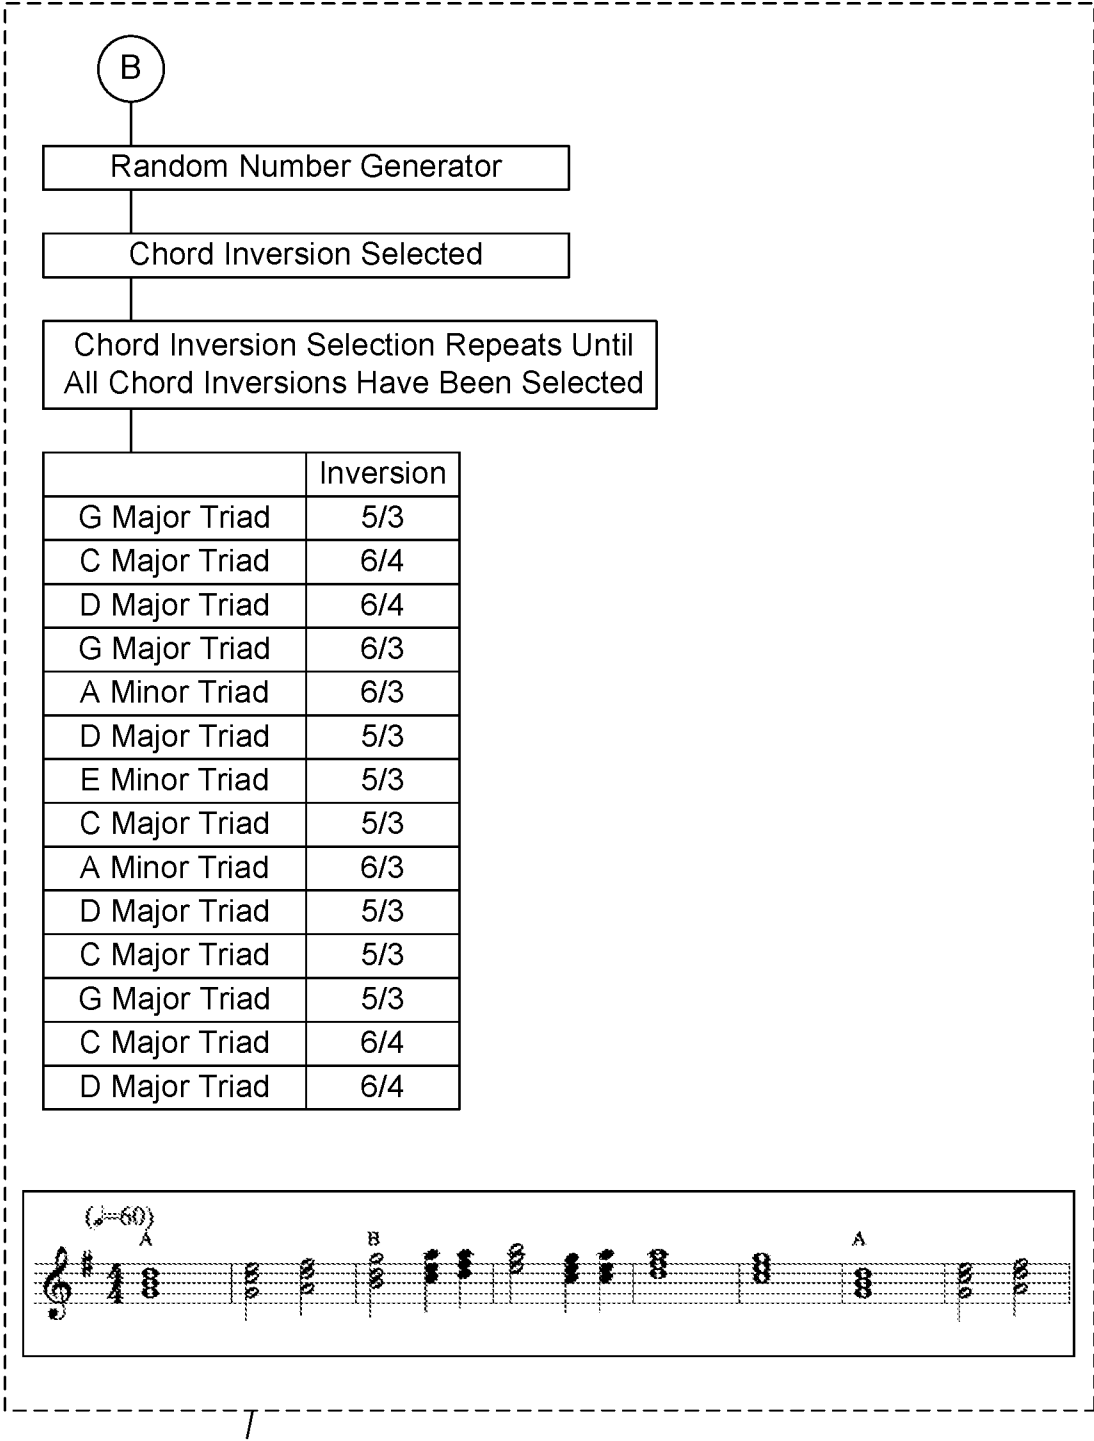 B
Random Number Generator
Chord Inversion Selected
Chord Inversion Selection Repeats Until
All Chord Inversions Have Been Selected
Inversion
G Major Triad 5/3
C Major Triad 6/4
D Major Triad 6/4
G Major Triad 6/3
A Minor Triad 6/3
D Major Triad 5/3
E Minor Triad 5/3
C Major Triad 5/3
A Minor Triad 6/3
D Major Triad 5/3
C Major Triad 5/3
G Major Triad 5/3
C Major Triad 6/4
D Major Triad 6/4
(♩=60)
A B A
4
4